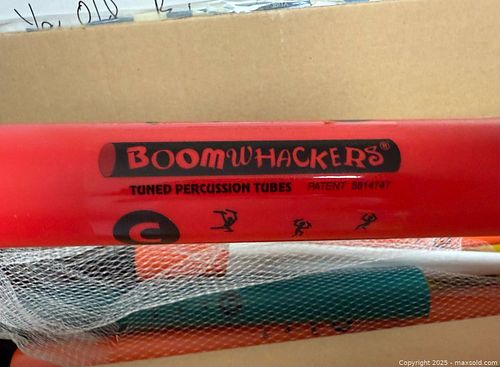 BOOMWHACKERS®
TUNED PERCUSSION TUBES PATENT 5814747
C
Copyright 2025 - maxsold.com